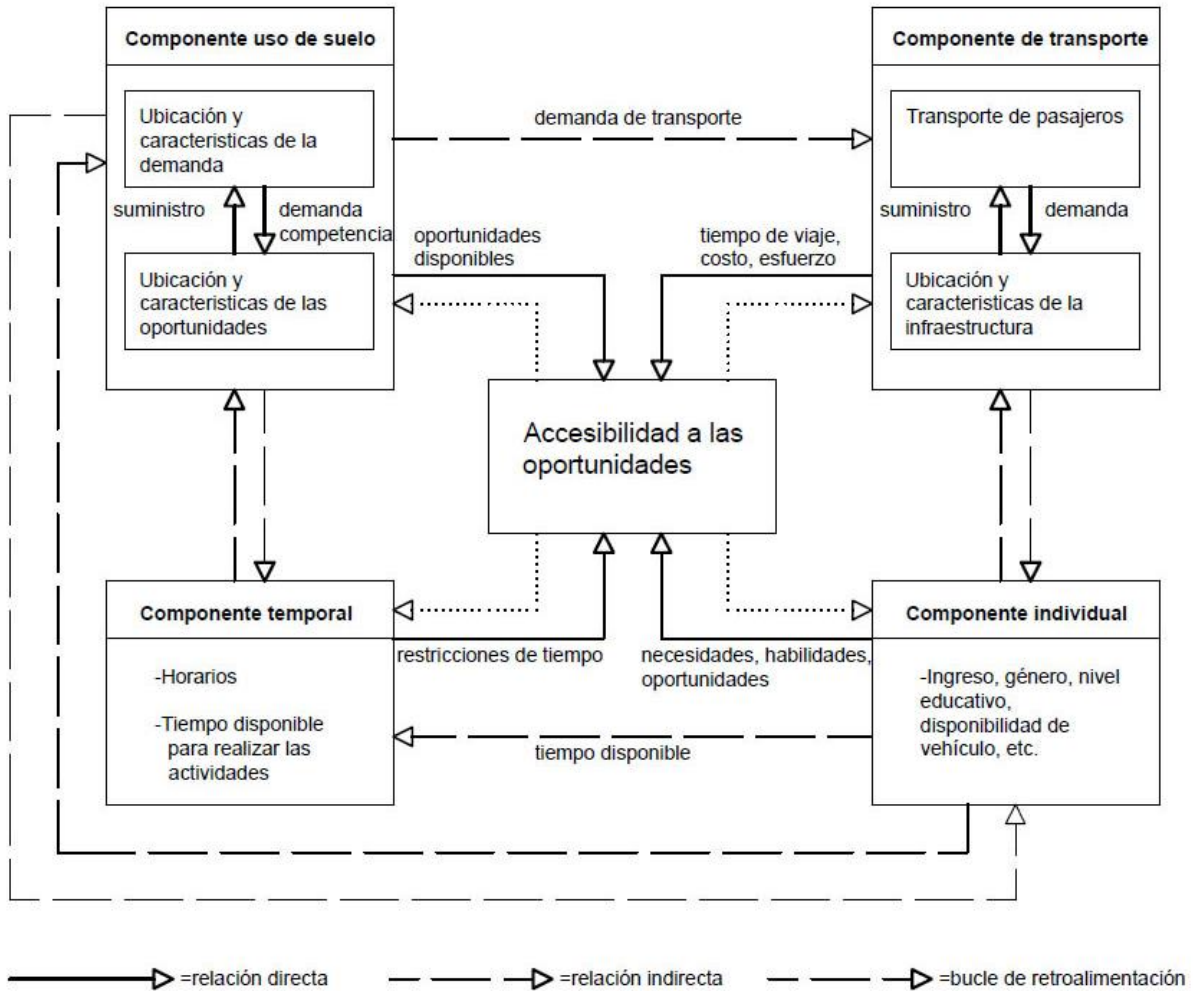 Componente uso de suelo
Ubicación y
caracteristicas de la
demanda
suministro
demanda
competencia
Ubicación y
caracteristicas de las
oportunidades
demanda de transporte
oportunidades
disponibles
tiempo de viaje,
costo, esfuerzo
Componente de transporte
Transporte de pasajeros
suministro
demanda
Ubicación y
caracteristicas de la
infraestructura
Accesibilidad a las
oportunidades
Componente temporal
-Horarios
-Tiempo disponible
para realizar las
actividades
restricciones de tiempo
necesidades, habilidades,
oportunidades
tiempo disponible
Componente individual
-Ingreso, género, nivel
educativo,
disponibilidad de
vehículo, etc.
=relación directa
=relación indirecta
=bucle de retroalimentación